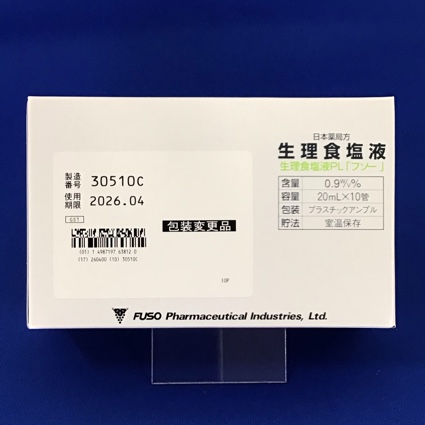 日本薬局方
生理食塩液
生理食塩液PL「フソー」
含量 0.9w/v%
容量 20mL×10管
包装 プラスチックアンプル
貯法 室温保存
製造番号 30510C
使用期限 2026.04
包装変更品
(01) 1 4987197 63812 0
(17) 260400 (10) 30510C
10P
FUSO Pharmaceutical Industries, Ltd.